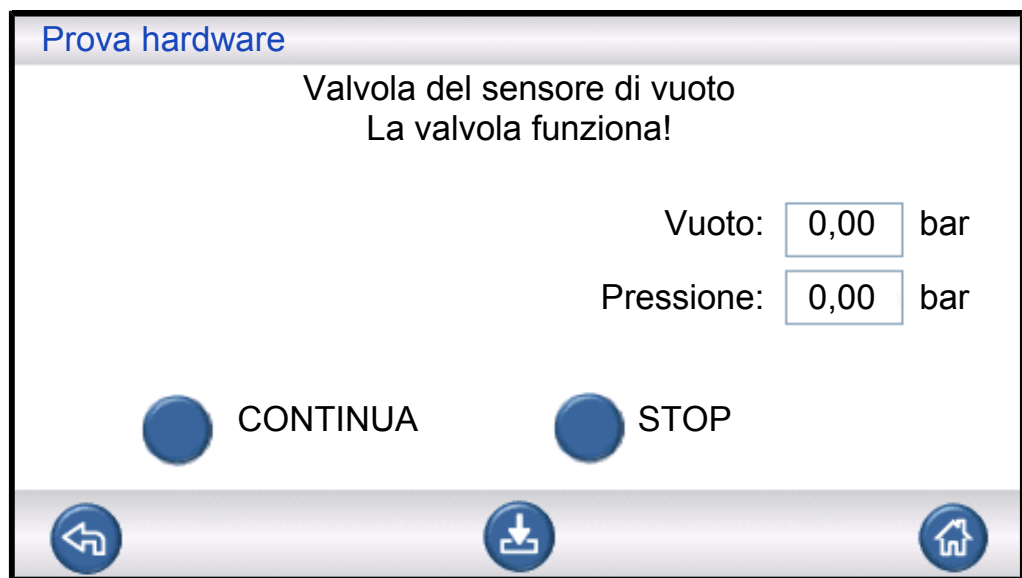 Prova hardware
Valvola del sensore di vuoto
La valvola funziona!
Vuoto: 0,00 bar
Pressione: 0,00 bar
CONTINUA STOP